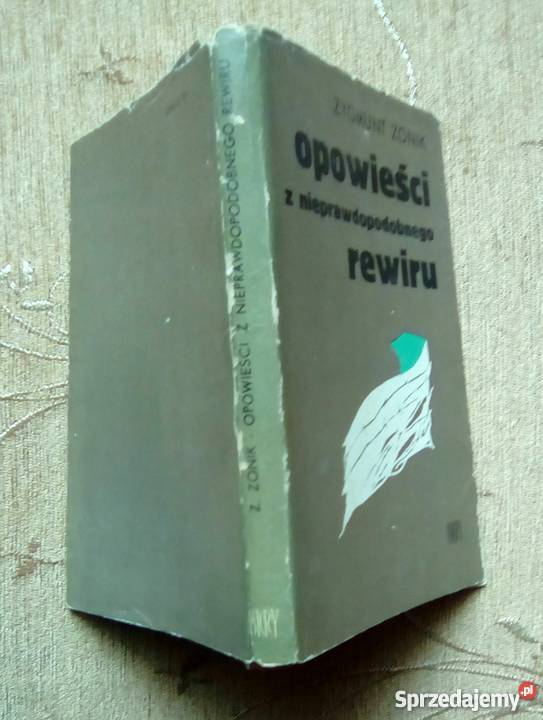 ZYGMUNT ZONIK
opowieści
z nieprawdopodobnego
rewiru
Z. ZONIK - OPOWIEŚCI Z NIEPRAWDOPODOBNEGO REWIRU
Sprzedajemy.pl